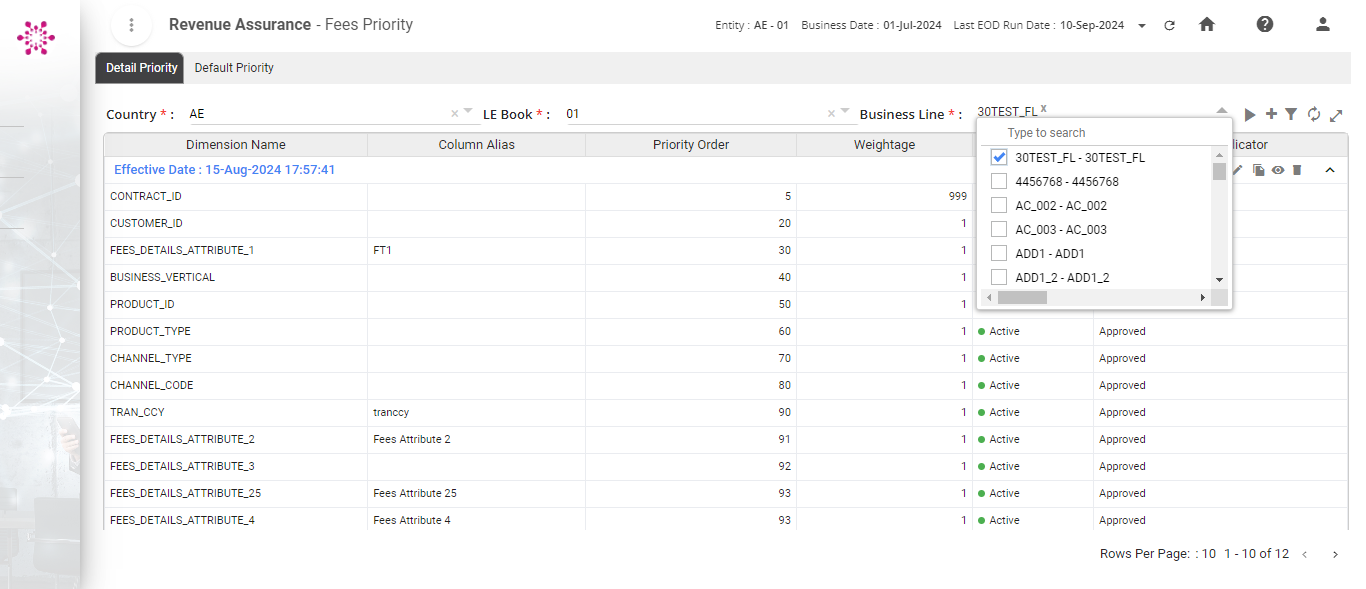 Revenue Assurance - Fees Priority
Entity : AE - 01 Business Date : 01-Jul-2024 Last EOD Run Date : 10-Sep-2024
Detail Priority Default Priority
Country * : AE × LE Book * : 01 × Business Line * : 30TEST_FL x
Dimension Name Column Alias Priority Order Weightage licator
Type to search
30TEST_FL - 30TEST_FL
4456768 - 4456768
AC_002 - AC_002
AC_003 - AC_003
ADD1 - ADD1
ADD1_2 - ADD1_2
Effective Date : 15-Aug-2024 17:57:41
CONTRACT_ID 5 999
CUSTOMER_ID 20 1
FEES_DETAILS_ATTRIBUTE_1 FT1 30 1
BUSINESS_VERTICAL 40 1
PRODUCT_ID 50 1
PRODUCT_TYPE 60 1 Active Approved
CHANNEL_TYPE 70 1 Active Approved
CHANNEL_CODE 80 1 Active Approved
TRAN_CCY tranccy 90 1 Active Approved
FEES_DETAILS_ATTRIBUTE_2 Fees Attribute 2 91 1 Active Approved
FEES_DETAILS_ATTRIBUTE_3 92 1 Active Approved
FEES_DETAILS_ATTRIBUTE_25 Fees Attribute 25 93 1 Active Approved
FEES_DETAILS_ATTRIBUTE_4 Fees Attribute 4 93 1 Active Approved
Rows Per Page: : 10 1 - 10 of 12